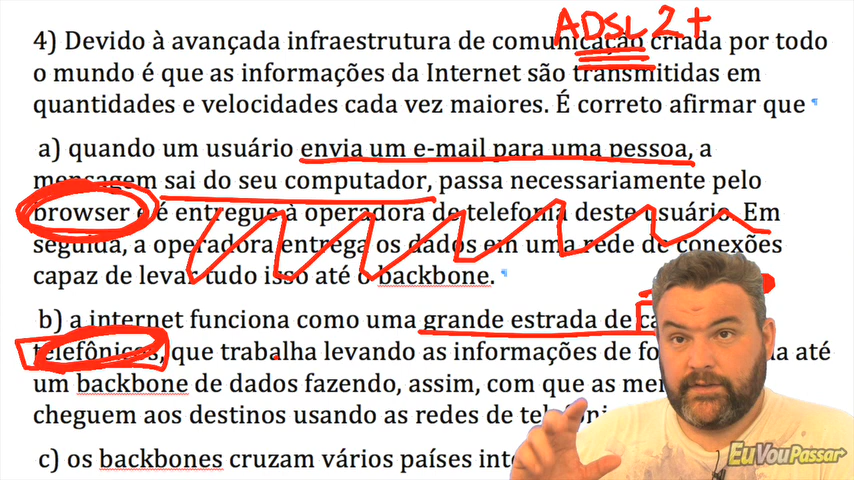 ADSL 2+
4) Devido à avançada infraestrutura de comunicação criada por todo
o mundo é que as informações da Internet são transmitidas em
quantidades e velocidades cada vez maiores. É correto afirmar que
a) quando um usuário envia um e-mail para uma pessoa, a
mensagem sai do seu computador, passa necessariamente pelo
browser e é entregue à operadora de telefonia deste usuário. Em
seguida, a operadora entrega os dados em uma rede de conexões
capaz de levar tudo isso até o backbone.
b) a internet funciona como uma grande estrada de
telefônicos, que trabalha levando as informações de até
um backbone de dados fazendo, assim, com que as
cheguem aos destinos usando as redes de
c) os backbones cruzam vários países
EuVouPassar